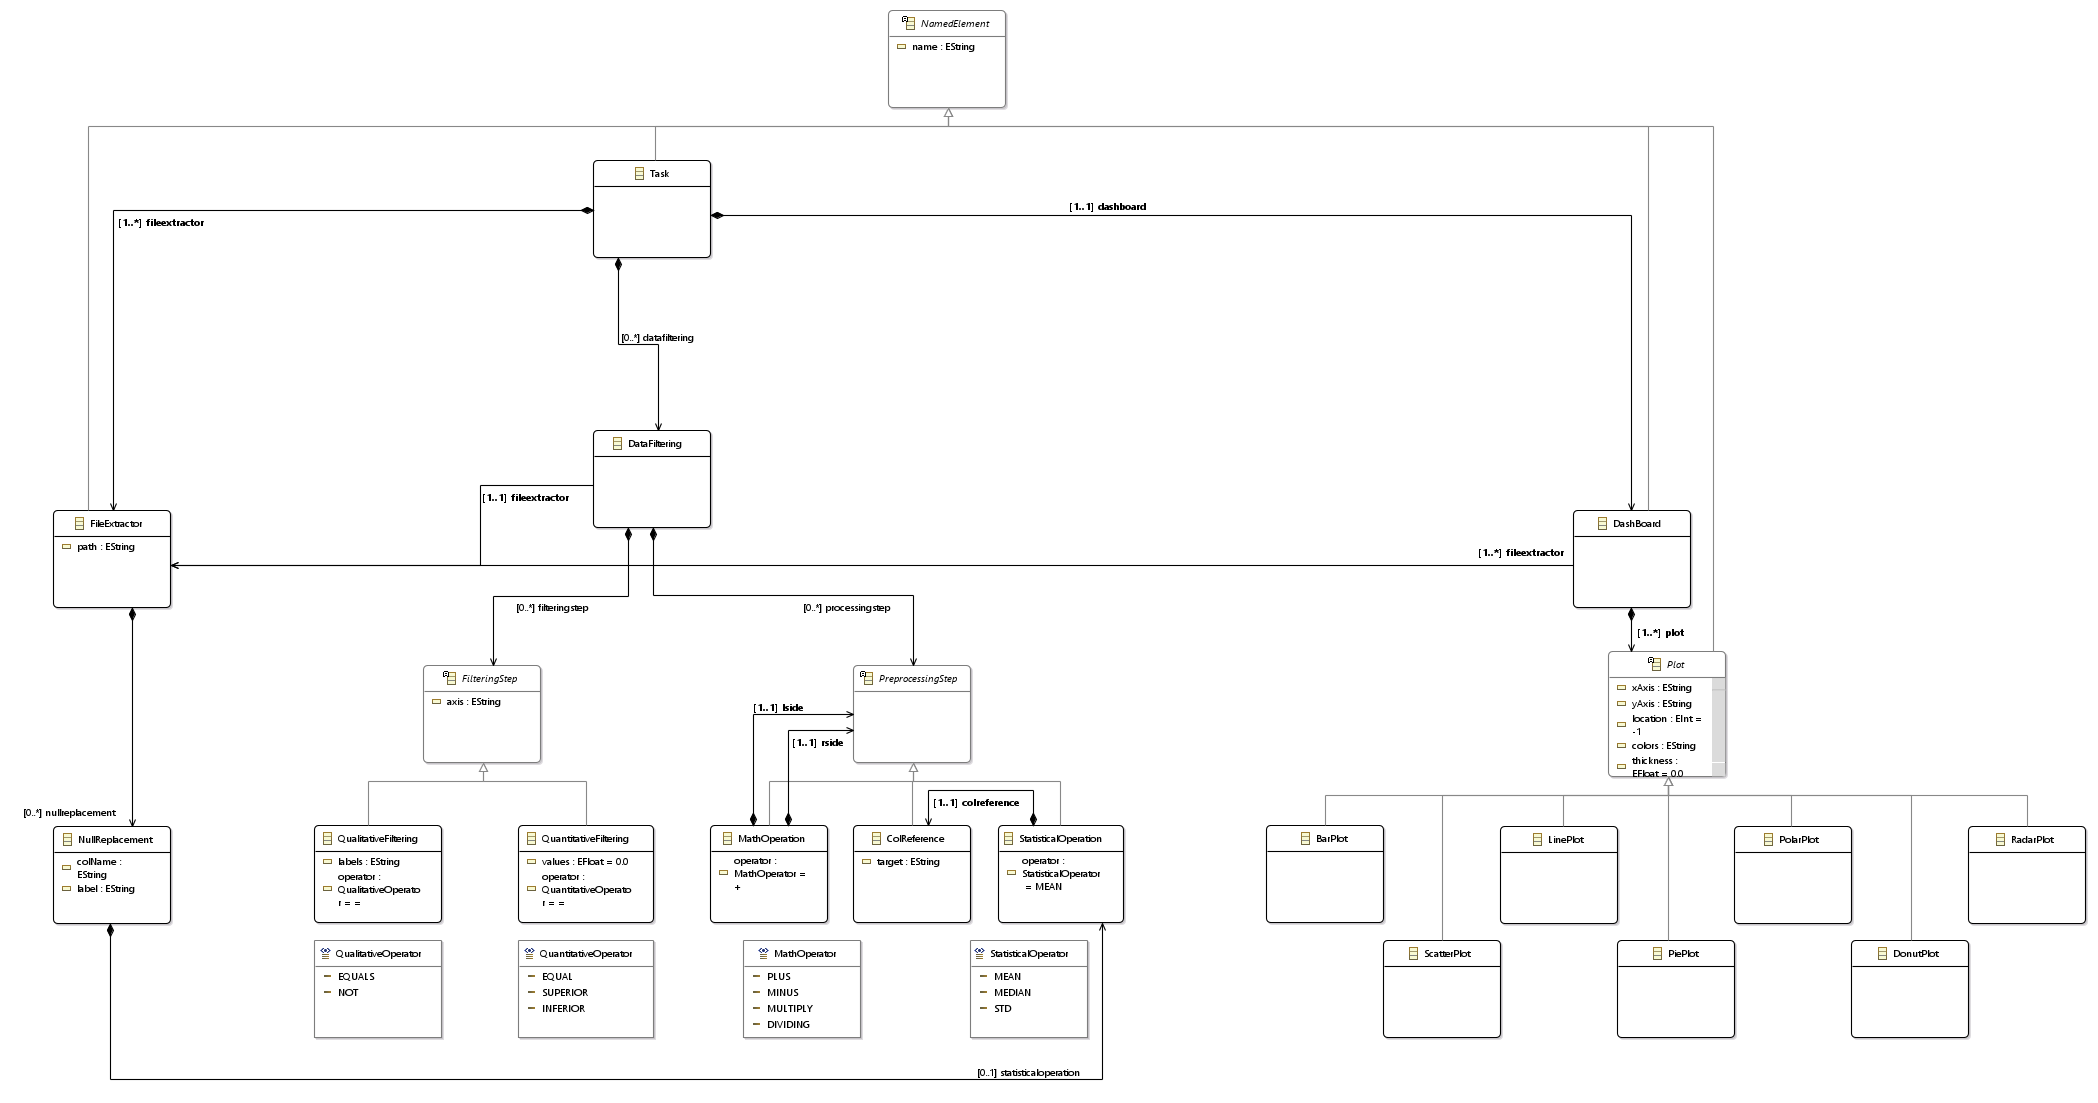 NamedElement
name : EString
Task
[1..*] fileextractor
[1..1] dashboard
[0..*] datafiltering
DataFiltering
[1..1] fileextractor
FileExtractor
path : EString
DashBoard
[1..*] fileextractor
[0..*] filteringstep
[0..*] processingstep
[1..*] plot
FilteringStep
axis : EString
PreprocessingStep
[1..1] lside
[1..1] rside
Plot
xAxis : EString
yAxis : EString
location : EInt =
-1
colors : EString
thickness :
EFloat = 0.0
[0..*] nullreplacement
[1..1] colreference
NullReplacement
colName :
EString
label : EString
QualitativeFiltering
labels : EString
operator :
QualitativeOperato
r = =
QuantitativeFiltering
values : EFloat = 0.0
operator :
QuantitativeOperato
r = =
MathOperation
operator :
MathOperator =
+
ColReference
target : EString
StatisticalOperation
operator :
StatisticalOperator
= MEAN
BarPlot
LinePlot
PolarPlot
RadarPlot
QualitativeOperator
EQUALS
NOT
QuantitativeOperator
EQUAL
SUPERIOR
INFERIOR
MathOperator
PLUS
MINUS
MULTIPLY
DIVIDING
StatisticalOperator
MEAN
MEDIAN
STD
ScatterPlot
PiePlot
DonutPlot
[0..1] statisticaloperation